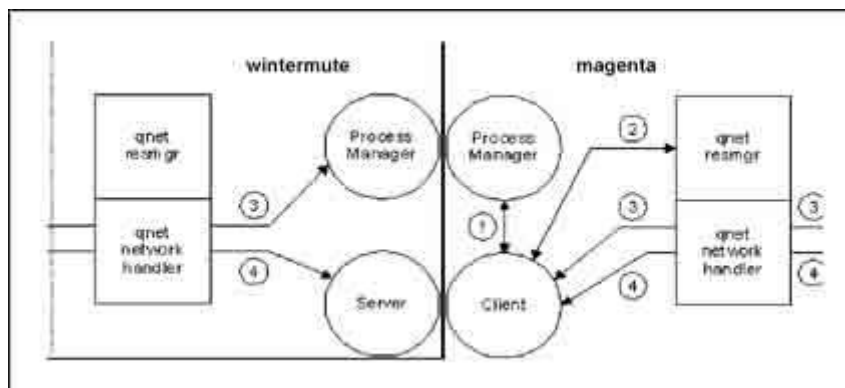 wintermute
magenta
qnet
resmgr
Process
Manager
Process
Manager
2
qnet
resmgr
3
1
3
3
qnet
network
handler
qnet
network
handler
4
4
4
Server
Client